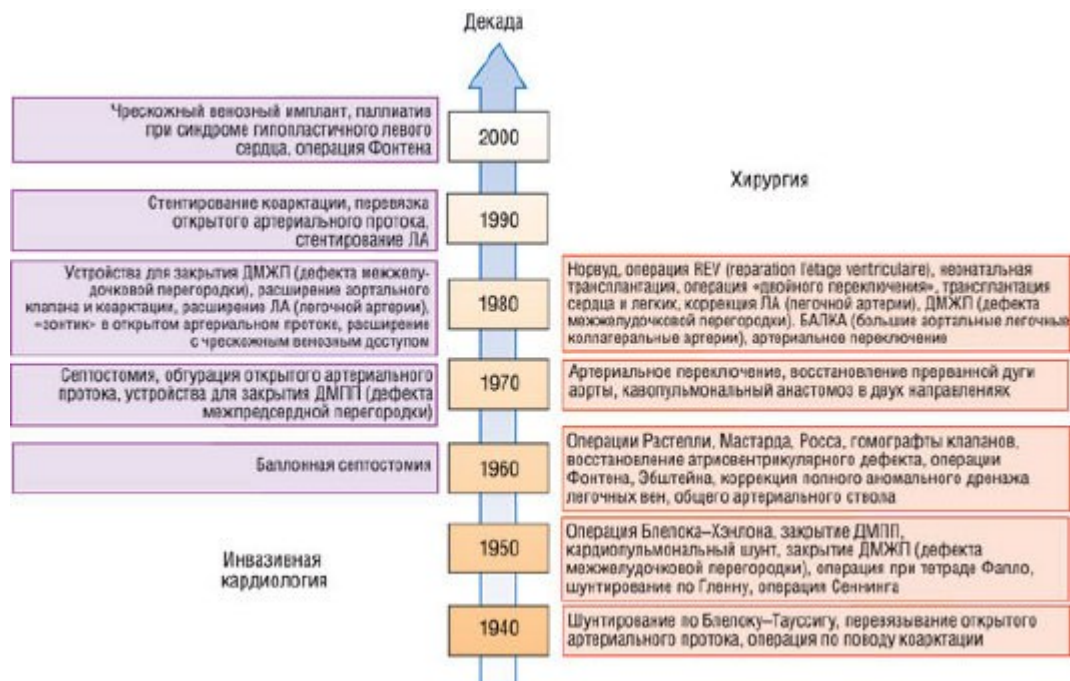 Декада
Чрескожный венозный имплант, паллиатив
при синдроме гипопластичного левого
сердца, операция Фонтена
2000
Хирургия
Стентирование коарктации, перевязка
открытого артериального протока,
стентирование ЛА
1990
Устройства для закрытия ДМЖП (дефекта межжелу-
дочковой перегородки), расширение аортального
клапана и коарктации, расширение ЛА (легочной артерии),
«зонтик» в открытом артериальном протоке, расширение
с чрескожным венозным доступом
1980
Норвуд, операция REV (reparation l'étage ventriculaire), неонатальная
трансплантация, операция «двойного переключения», трансплантация
сердца и легких, коррекция ЛА (легочной артерии), ДМЖП (дефекта
межжелудочковой перегородки). БАЛКА (большие аортальные легочные
коллатеральные артерии), артериальное переключение
Септостомия, обтурация открытого артериального
протока, устройства для закрытия ДМПП (дефекта
межпредсердной перегородки)
1970
Артериальное переключение, восстановление прерванной дуги
аорты, кавопульмональный анастомоз в двух направлениях
Баллонная септостомия
1960
Операции Растелли, Мастарда, Росса, гомографты клапанов,
восстановление атриовентрикулярного дефекта, операции
Фонтена, Эбштейна, коррекция полного аномального дренажа
легочных вен, общего артериального ствола
Инвазивная
кардиология
1950
Операция Блелока–Хэнлона, закрытие ДМПП,
кардиопульмональный шунт, закрытие ДМЖП (дефекта
межжелудочковой перегородки), операция при тетраде Фалло,
шунтирование по Гленну, операция Сеннинга
1940
Шунтирование по Блелоку–Тауссигу, перевязывание открытого
артериального протока, операция по поводу коарктации